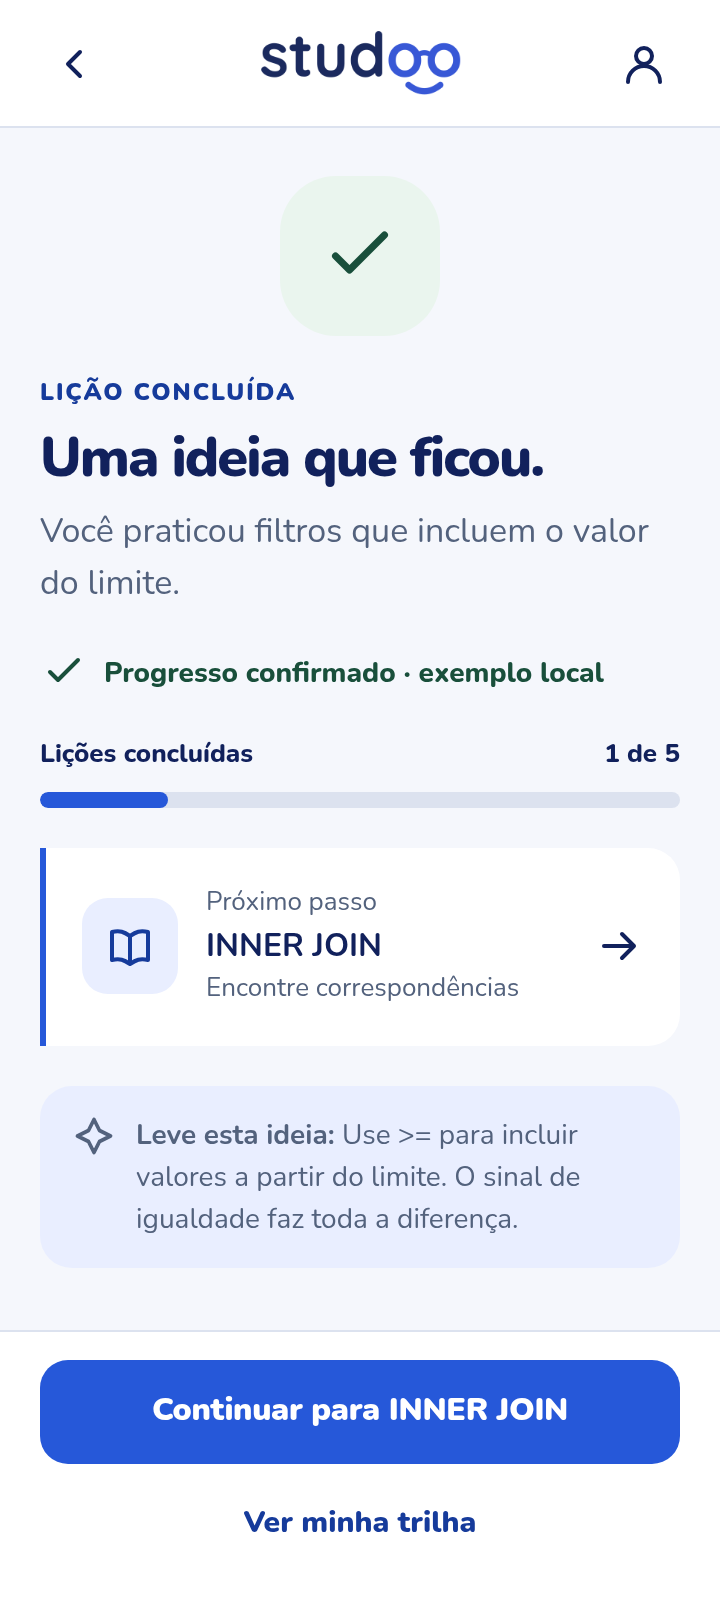 studoo
LIÇÃO CONCLUÍDA
Uma ideia que ficou.
Você praticou filtros que incluem o valor
do limite.
Progresso confirmado · exemplo local
Lições concluídas
1 de 5
Próximo passo
INNER JOIN
Encontre correspondências
Leve esta ideia: Use >= para incluir
valores a partir do limite. O sinal de
igualdade faz toda a diferença.
Continuar para INNER JOIN
Ver minha trilha